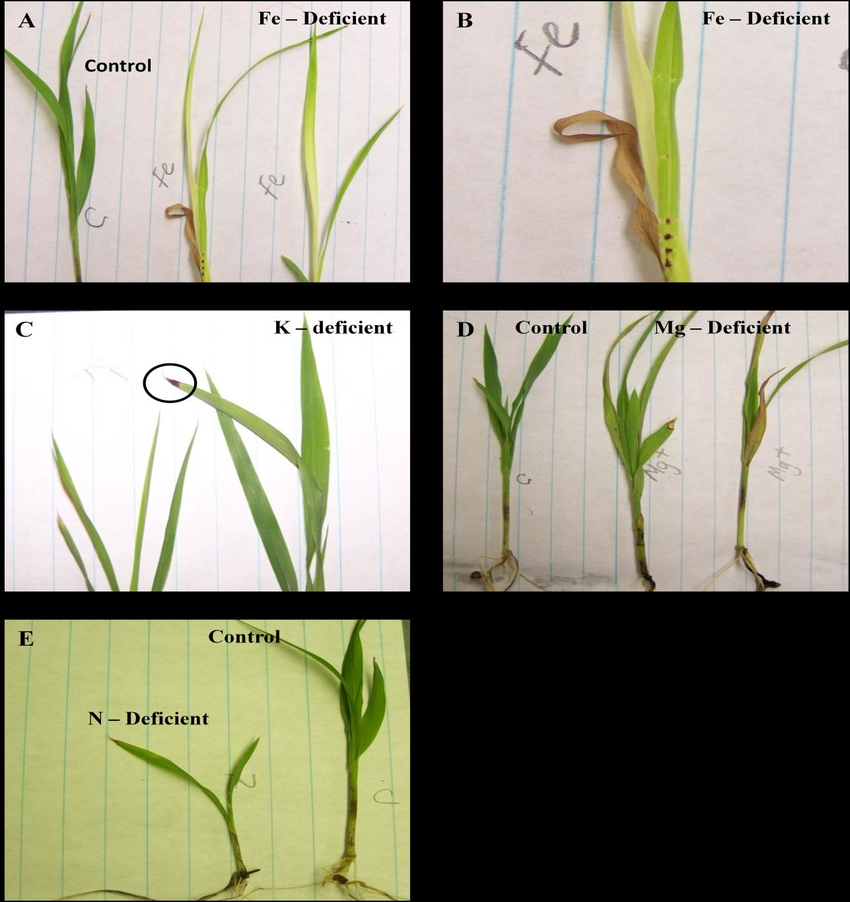 A
Fe – Deficient
Control
Fe
Fe
C
B
Fe – Deficient
Fe
C
K – deficient
D
Control
Mg – Deficient
C
Mg+
Mg+
E
Control
N – Deficient
C